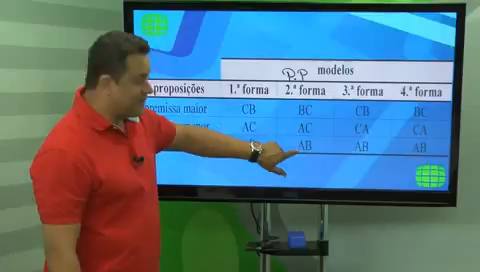 P.P modelos
proposições 1.ª forma 2.ª forma 3.ª forma 4.ª forma
premissa maior CB BC CB BC
AC AC CA CA
AB AB AB